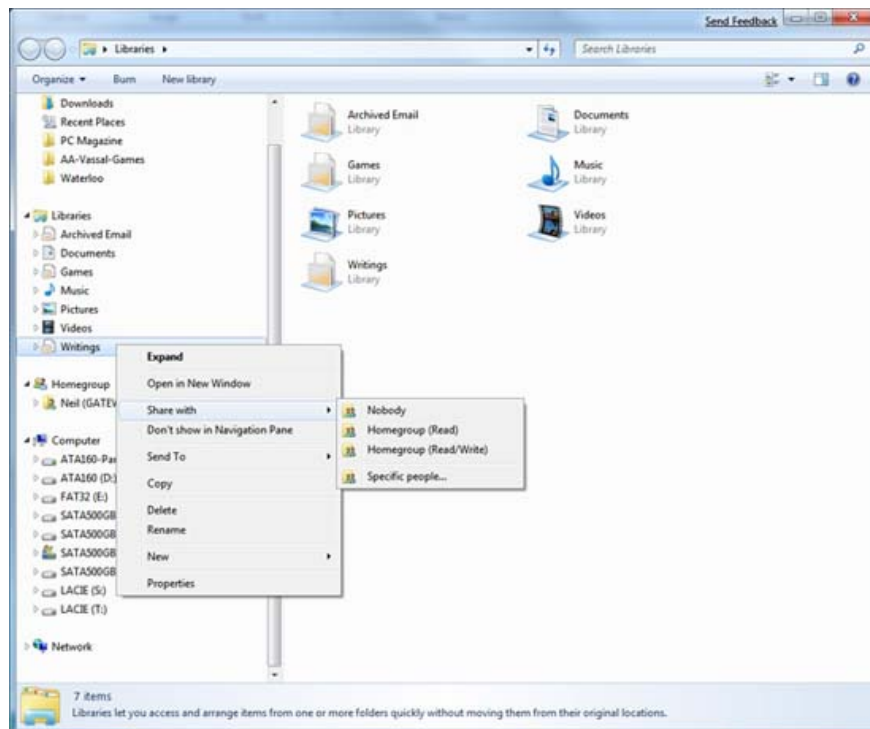 Send Feedback
Libraries
Search Libraries
Organize
Burn
New library
Downloads
Recent Places
PC Magazine
AA-Vassal-Games
Waterloo
Libraries
Archived Email
Documents
Games
Music
Pictures
Videos
Writings
Homegroup
Neil (GATEW
Computer
ATA160-Par
ATA160 (D:)
FAT32 (E:)
SATA500GB
SATA500GB
SATA500GB
SATA500GB
LACIE (S:)
LACIE (T:)
Network
Archived Email
Library
Documents
Library
Games
Library
Music
Library
Pictures
Library
Videos
Library
Writings
Library
Expand
Open in New Window
Share with
Don't show in Navigation Pane
Send To
Copy
Delete
Rename
New
Properties
Nobody
Homegroup (Read)
Homegroup (Read/Write)
Specific people...
7 items
Libraries let you access and arrange items from one or more folders quickly without moving them from their original locations.